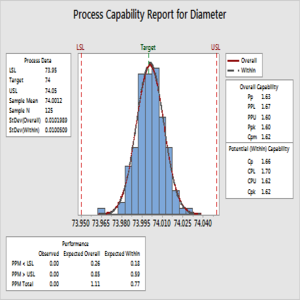 Process Capability Report for Diameter
LSL Target USL
Process Data
LSL 73.95
Target 74
USL 74.05
Sample Mean 74.0012
Sample N 125
StDev(Overall)
StDev(Within)
Overall
Within
Overall Capability
Pp 1.63
PPL 1.67
PPU 1.60
Ppk 1.60
Cpm 1.62
Potential (Within) Capability
Cp 1.66
CPL 1.70
CPU 1.62
Cpk 1.62
73.950 73.965 73.980 73.995 74.010 74.025 74.040
Performance
Observed Expected Overall Expected Within
PPM < LSL 0.00 0.26 0.18
PPM > USL 0.00 0.85 0.59
PPM Total 0.00 1.11 0.77